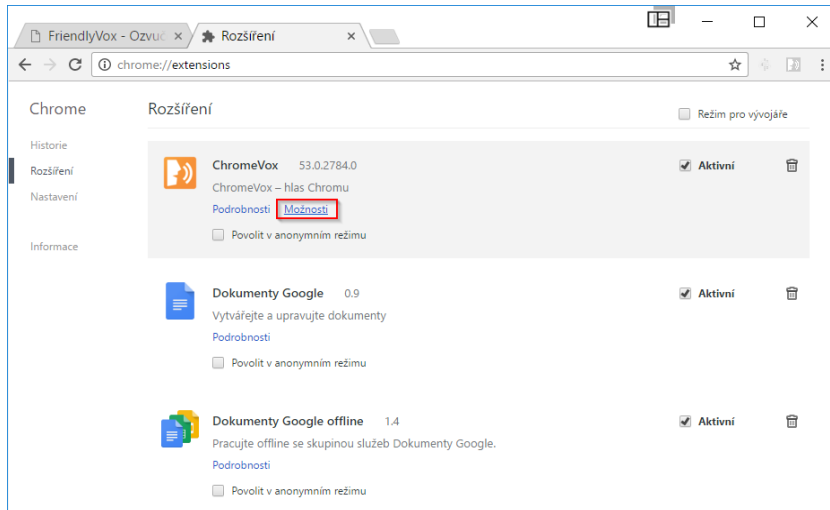 FriendlyVox - Ozvuč
Rozšíření
chrome://extensions
Chrome
Historie
Rozšíření
Nastavení
Informace
Rozšíření
Režim pro vývojáře
ChromeVox 53.0.2784.0
Aktivní
ChromeVox – hlas Chromu
Podrobnosti Možnosti
Povolit v anonymním režimu
Dokumenty Google 0.9
Aktivní
Vytvářejte a upravujte dokumenty
Podrobnosti
Povolit v anonymním režimu
Dokumenty Google offline 1.4
Aktivní
Pracujte offline se skupinou služeb Dokumenty Google.
Podrobnosti
Povolit v anonymním režimu